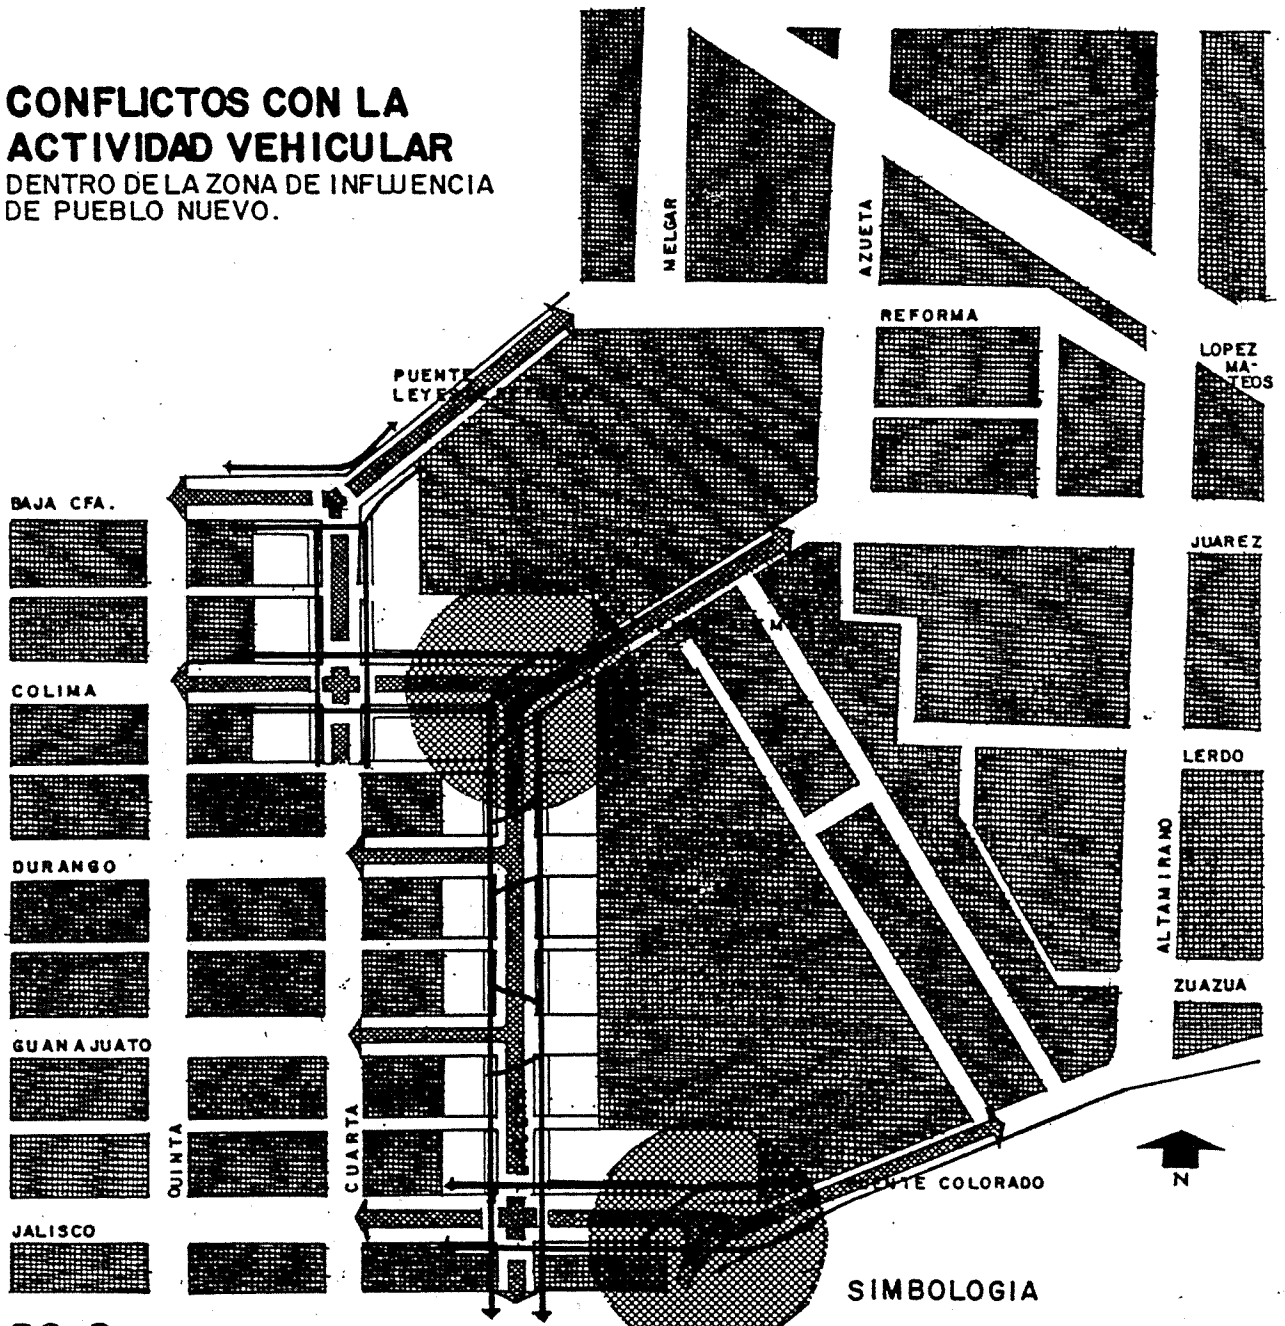 CONFLICTOS CON LA
ACTIVIDAD VEHICULAR
DENTRO DE LA ZONA DE INFLUENCIA
DE PUEBLO NUEVO.
MELGAR
AZUETA
REFORMA
LOPEZ
MA-
TEOS
PUENTE
BAJA CFA.
JUAREZ
COLIMA
LERDO
DURANGO
ALTAMIRANO
ZUAZUA
GUANAJUATO
QUINTA
CUARTA
COLORADO
N
JALISCO
SIMBOLOGIA